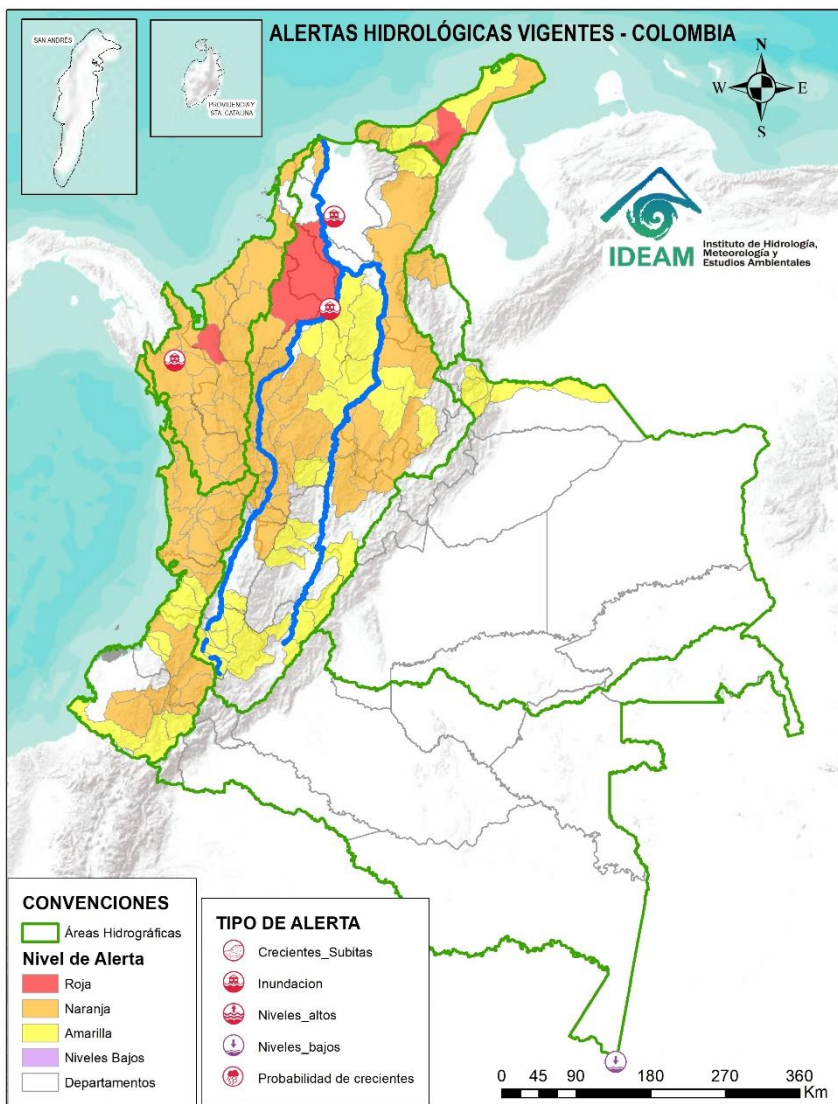 ALERTAS HIDROLÓGICAS VIGENTES - COLOMBIA
SAN ANDRÉS
PROVIDENCIA Y
STA. CATALINA
N
W
E
S
IDEAM
Instituto de Hidrología,
Meteorología y
Estudios Ambientales
CONVENCIONES
Áreas Hidrográficas
Nivel de Alerta
Roja
Naranja
Amarilla
Niveles Bajos
Departamentos
TIPO DE ALERTA
Crecientes_Subitas
Inundacion
Niveles_altos
Niveles_bajos
Probabilidad de crecientes
0 45 90 180 270 360
Km